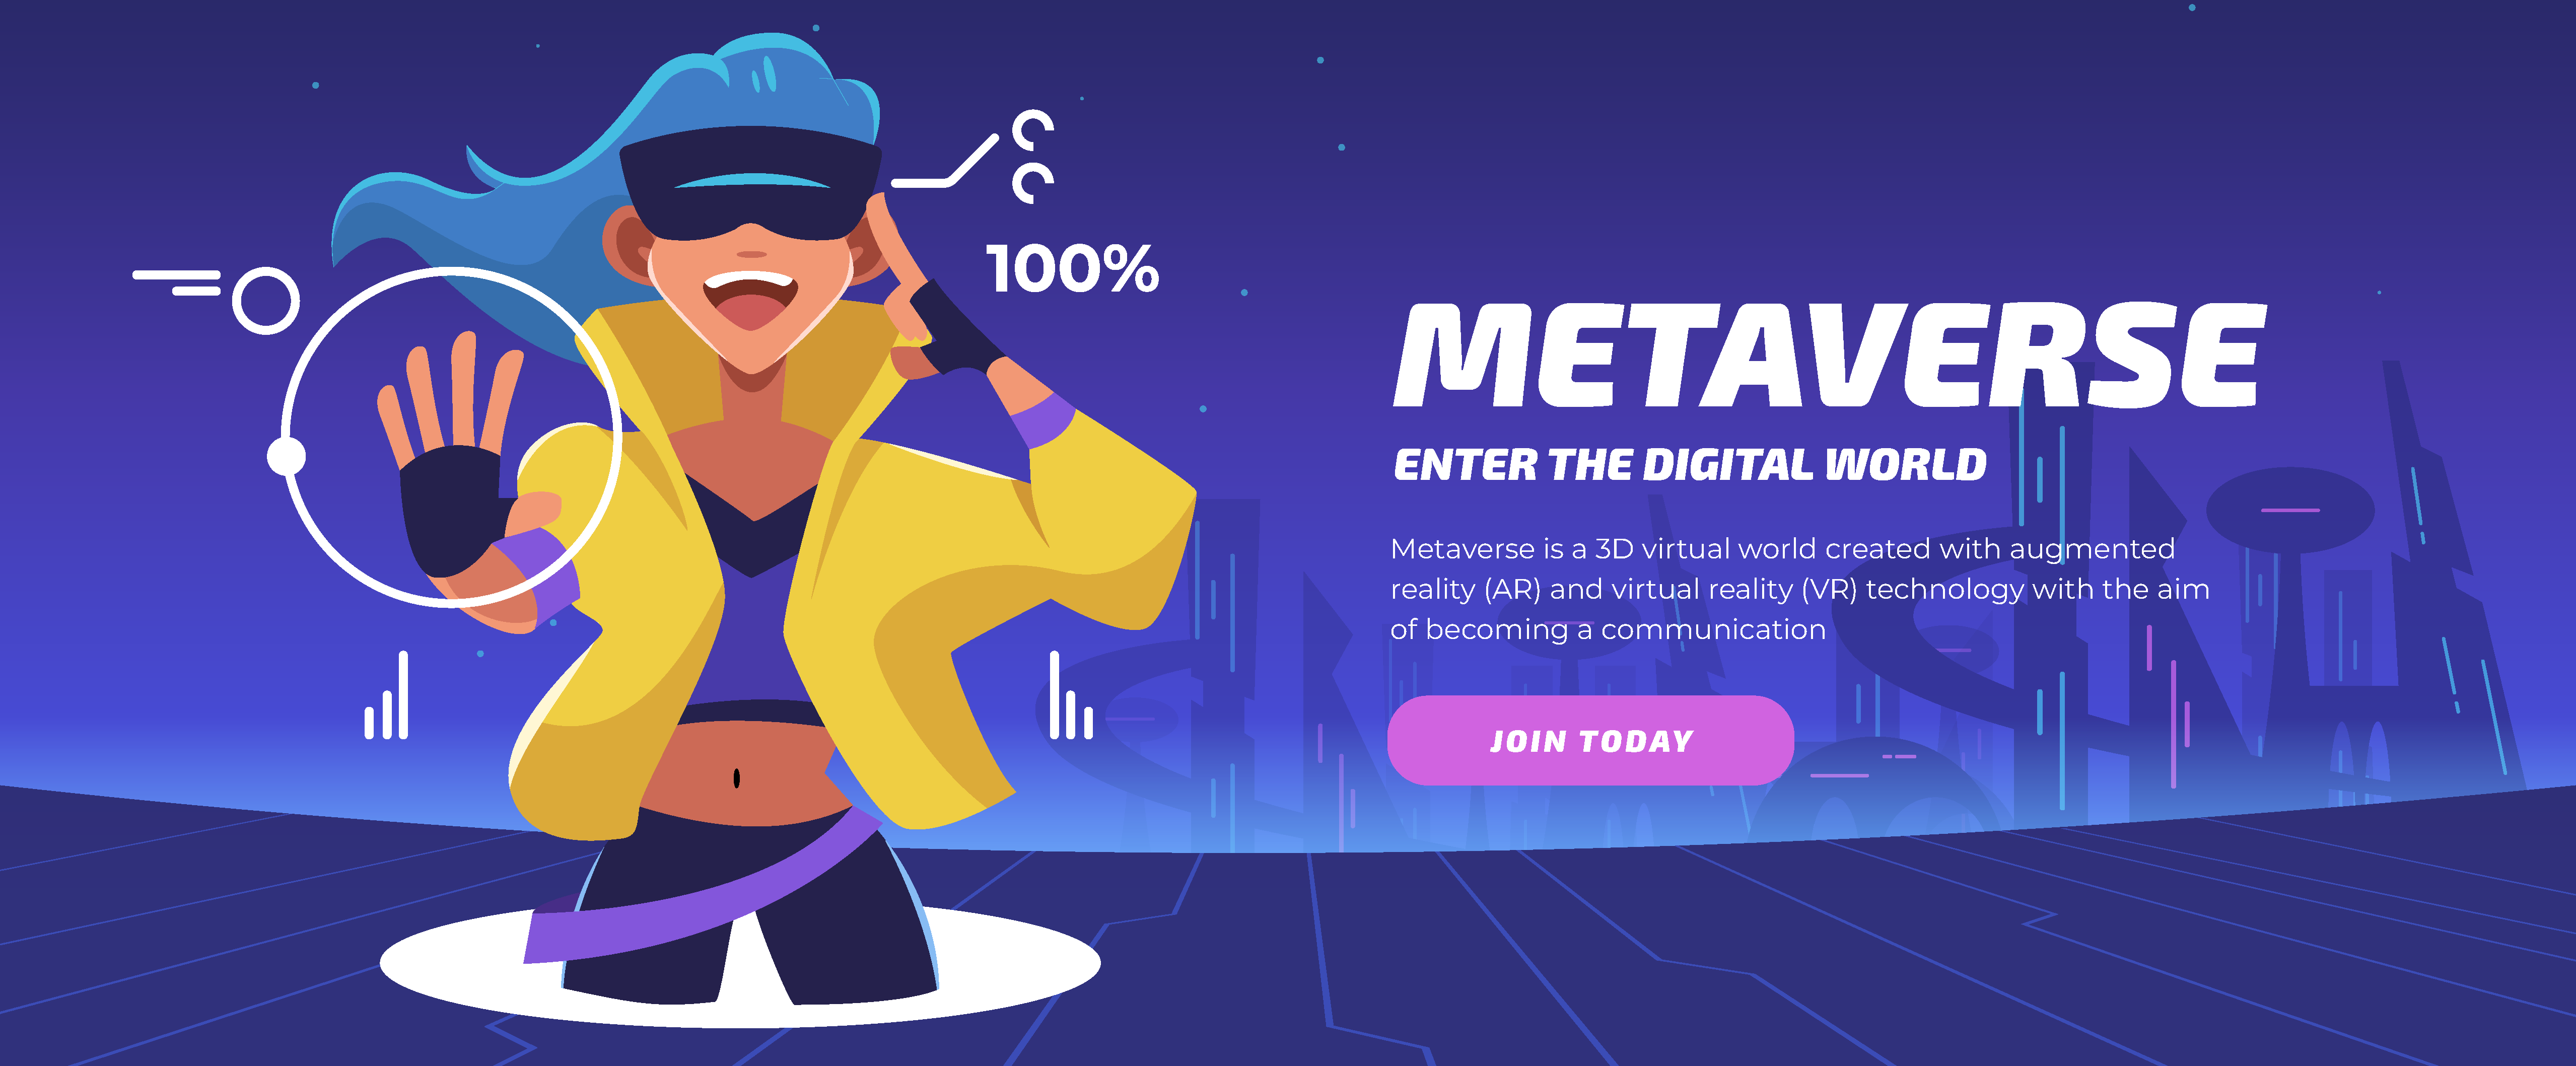 100%
METAVERSE
ENTER THE DIGITAL WORLD
Metaverse is a 3D virtual world created with augmented
reality (AR) and virtual reality (VR) technology with the aim
of becoming a communication
JOIN TODAY